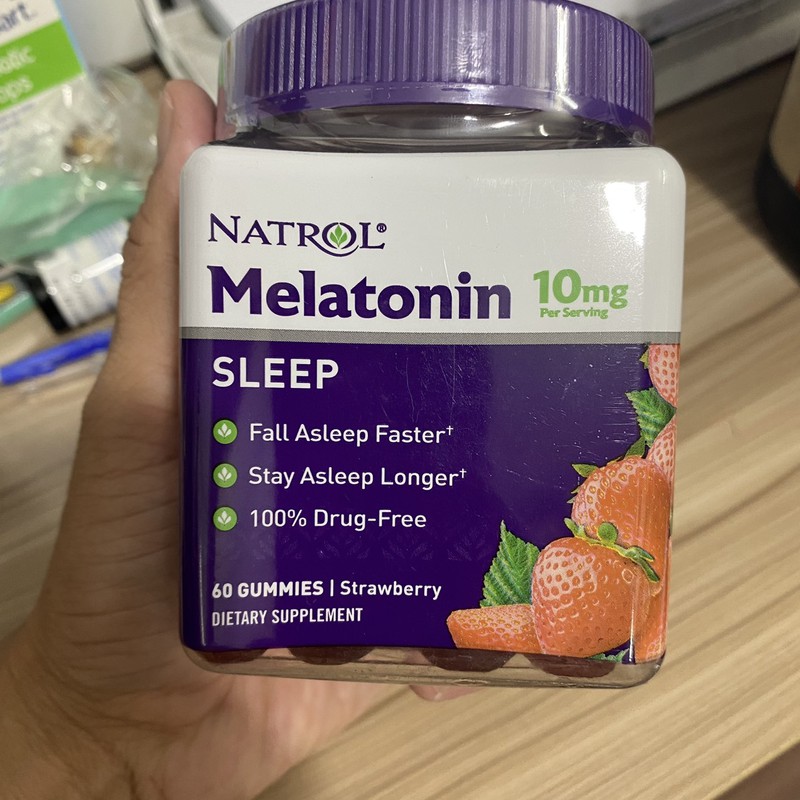 art.
NATROL®
Melatonin 10mg
Per Serving
SLEEP
Fall Asleep Faster†
Stay Asleep Longer†
100% Drug-Free
60 GUMMIES | Strawberry
DIETARY SUPPLEMENT